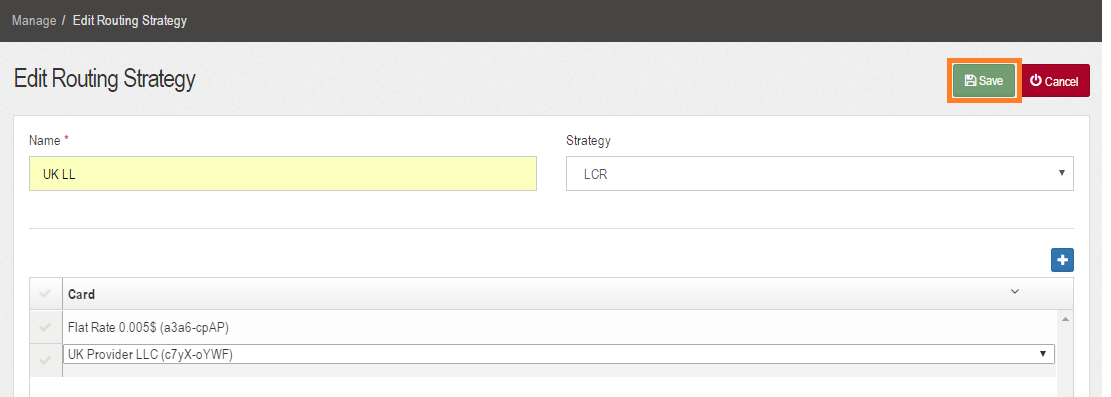 Manage / Edit Routing Strategy
Edit Routing Strategy
Save Cancel
Name * Strategy
UK LL LCR
Card
Flat Rate 0.005$ (a3a6-cpAP)
UK Provider LLC (c7yX-oYWF)